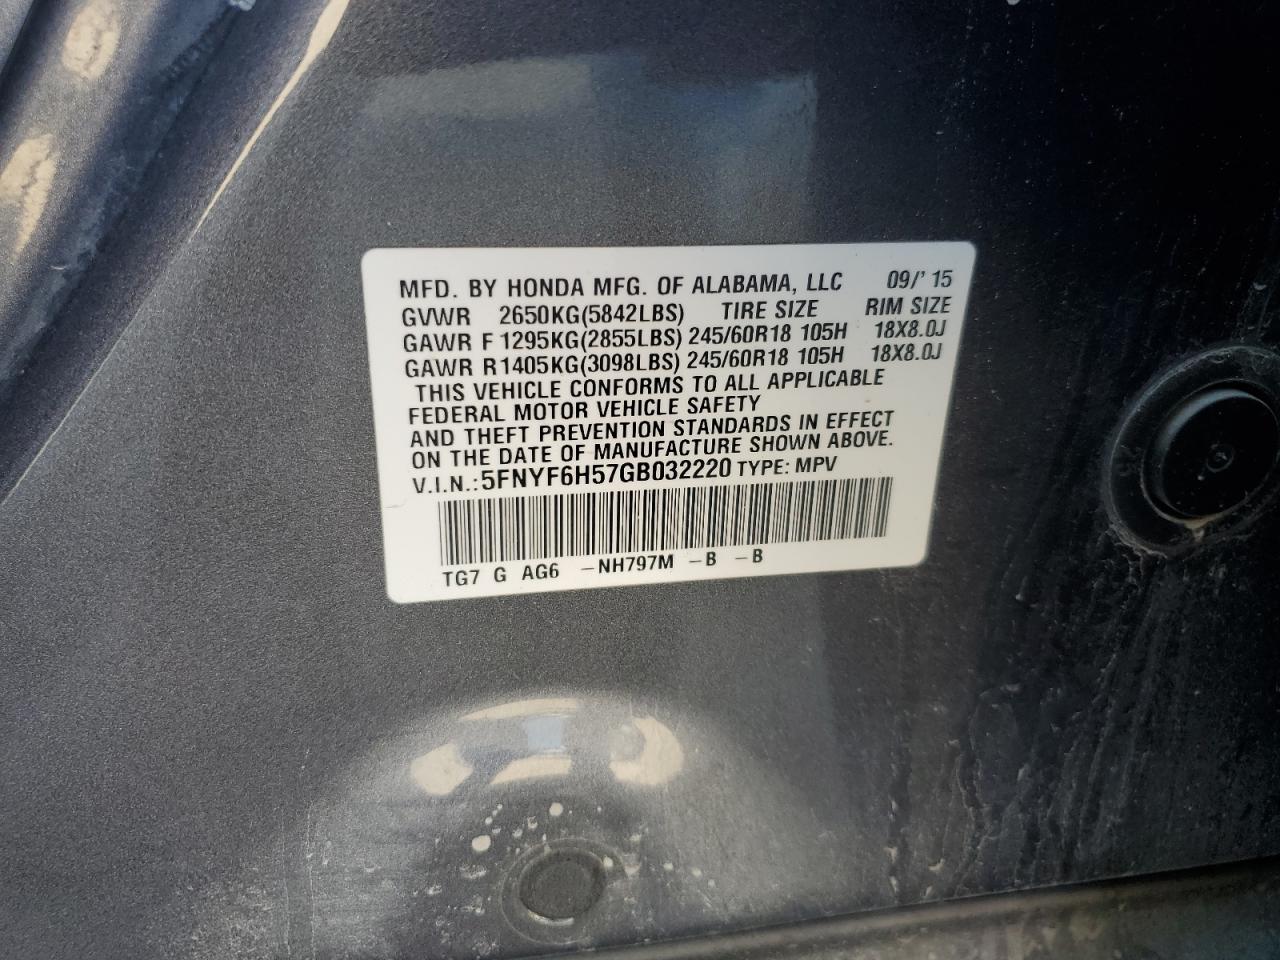 MFD. BY HONDA MFG. OF ALABAMA, LLC 09/' 15
GVWR 2650KG(5842LBS) TIRE SIZE RIM SIZE
GAWR F 1295KG(2855LBS) 245/60R18 105H 18X8.0J
GAWR R1405KG(3098LBS) 245/60R18 105H 18X8.0J
THIS VEHICLE CONFORMS TO ALL APPLICABLE
FEDERAL MOTOR VEHICLE SAFETY
AND THEFT PREVENTION STANDARDS IN EFFECT
ON THE DATE OF MANUFACTURE SHOWN ABOVE.
V.I.N.: 5FNYF6H57GB032220 TYPE: MPV
TG7 G AG6 -NH797M -B -B